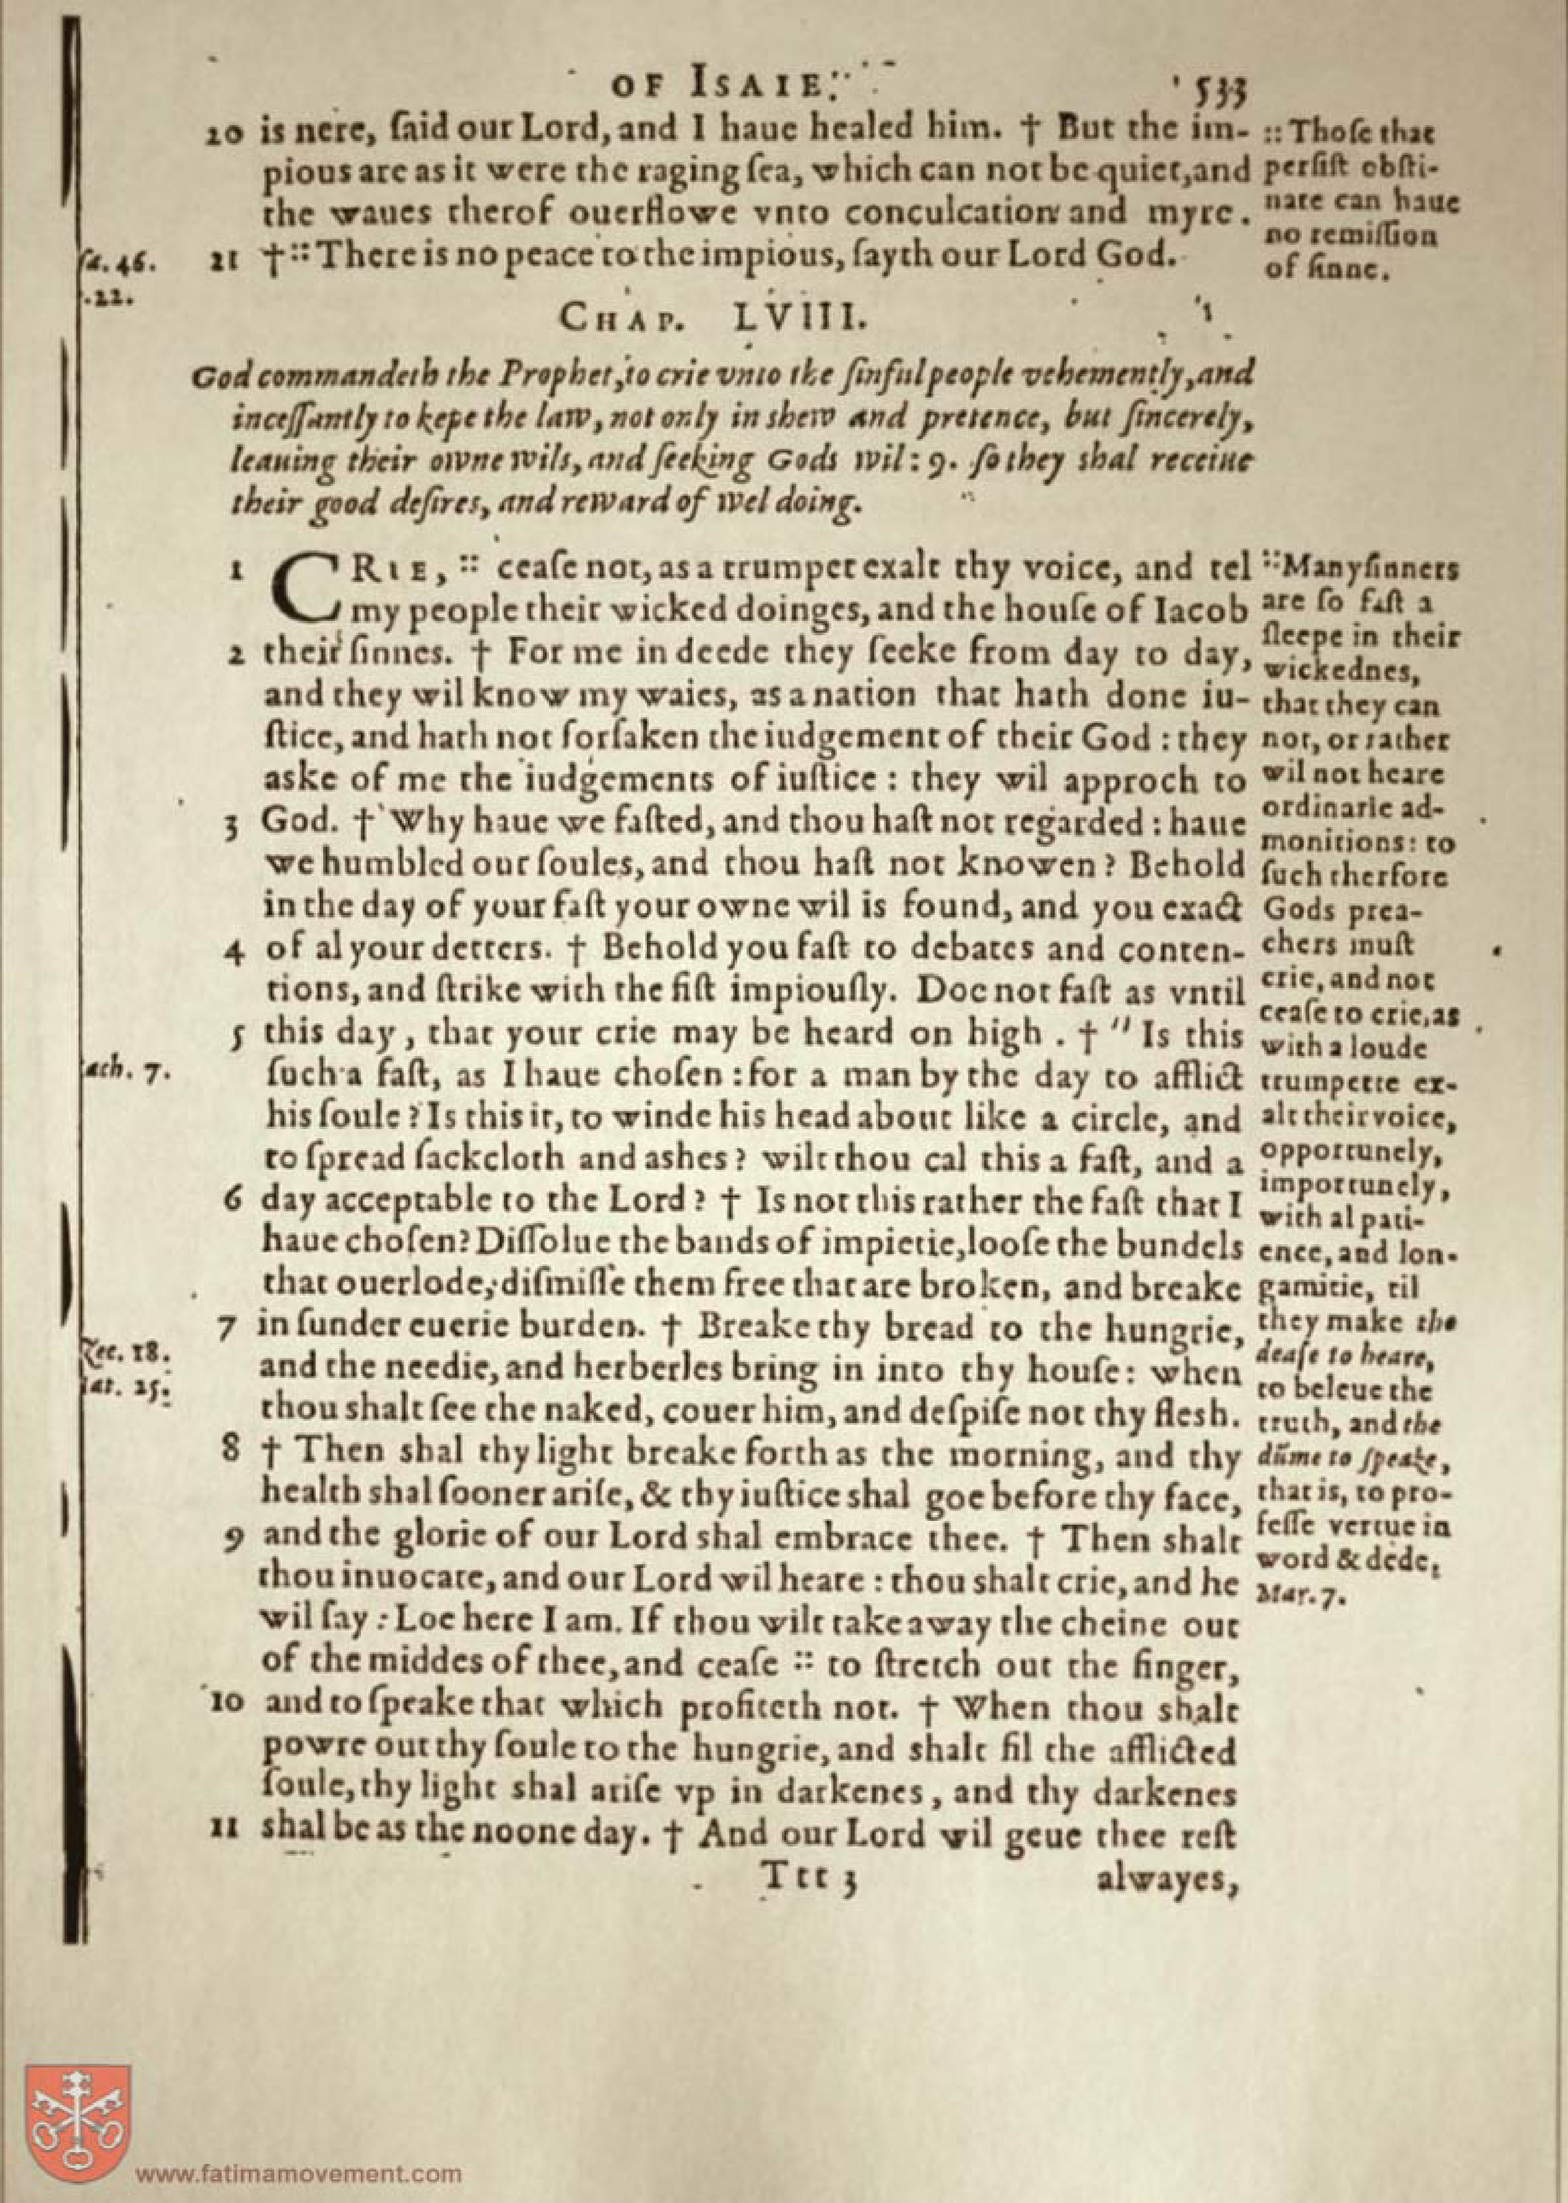 OF ISAIE. 533
20 is nere, ſaid our Lord, and I haue healed him. † But the im-
pious are as it were the raging ſea, which can not be quiet, and
the waues therof ouerflowe vnto conculcation and myre.
21 † :: There is no peace to the impious, ſayth our Lord God.
:: Thoſe that
perſiſt obſti-
nate can haue
no remiſſion
of ſinne.
46.
22.
CHAP. LVIII.
God commandeth the Prophet, to crie vnto the ſinful people vehemently, and
inceſſantly to kepe the law, not only in shew and pretence, but ſincerely,
leauing their owne wils, and ſeeking Gods wil: 9. ſo they shal receiue
their good deſires, and reward of wel doing.
1 CRIE, :: ceaſe not, as a trumpet exalt thy voice, and tel
my people their wicked doinges, and the houſe of Iacob
2 their ſinnes. † For me in deede they ſeeke from day to day,
and they wil know my waies, as a nation that hath done iu-
ſtice, and hath not forſaken the iudgement of their God : they
aske of me the iudgements of iuſtice : they wil approch to
3 God. † Why haue we faſted, and thou haſt not regarded : haue
we humbled our ſoules, and thou haſt not knowen? Behold
in the day of your faſt your owne wil is found, and you exact
4 of al your detters. † Behold you faſt to debates and conten-
tions, and ſtrike with the fiſt impiouſly. Doe not faſt as vntil
5 this day, that your crie may be heard on high. † " Is this
ſuch a faſt, as I haue choſen : for a man by the day to afflict
his ſoule? Is this it, to winde his head about like a circle, and
to ſpread ſackcloth and ashes? wilt thou cal this a faſt, and a
6 day acceptable to the Lord? † Is not this rather the faſt that I
haue choſen? Diſſolue the bands of impietie, looſe the bundels
that ouerlode, diſmiſſe them free that are broken, and breake
7 in ſunder euerie burden. † Breake thy bread to the hungrie,
and the needie, and herberles bring in into thy houſe: when
thou shalt ſee the naked, couer him, and deſpiſe not thy flesh.
8 † Then shal thy light breake forth as the morning, and thy
health shal ſooner ariſe, & thy iuſtice shal goe before thy face,
9 and the glorie of our Lord shal embrace thee. † Then shalt
thou inuocate, and our Lord wil heare : thou shalt crie, and he
wil ſay : Loe here I am. If thou wilt take away the cheine out
of the middes of thee, and ceaſe :: to ſtretch out the finger,
10 and to ſpeake that which profiteth not. † When thou shalt
powre out thy ſoule to the hungrie, and shalt fil the afflicted
ſoule, thy light shal ariſe vp in darkenes, and thy darkenes
11 shal be as the noone day. † And our Lord wil geue thee reſt
Ttt 3 alwayes,
:: Many ſinners
are ſo faſt a
ſleepe in their
wickednes,
that they can
not, or rather
wil not heare
ordinarie ad-
monitions: to
ſuch therfore
Gods prea-
chers muſt
crie, and not
ceaſe to crie, as
with a loude
trumpette ex-
alt their voice,
opportunely,
importunely,
with al pati-
ence, and lon-
gamitie, til
they make the
deafe to heare,
to beleue the
truth, and the
dũme to ſpeake,
that is, to pro-
feſſe vertue in
word & dede,
Mar. 7.
ach. 7.
18.
at. 25.
www.fatimamovement.com